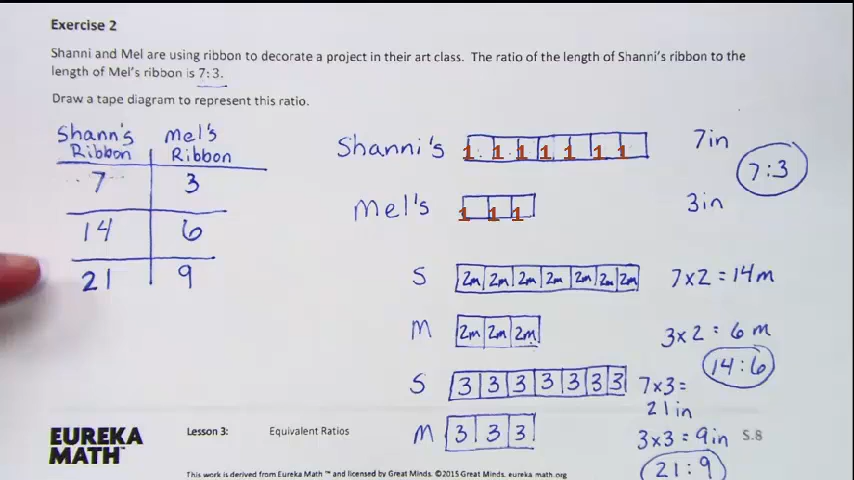 Exercise 2
Shanni and Mel are using ribbon to decorate a project in their art class. The ratio of the length of Shanni's ribbon to the
length of Mel's ribbon is 7:3.
Draw a tape diagram to represent this ratio.
Shann's Mel's
Ribbon Ribbon
7 3
14 6
21 9
Shanni's 1 1 1 1 1 1 1 7in
7:3
Mel's 1 1 1 3in
S 2m 2m 2m 2m 2m 2m 2m 7x2=14m
M 2m 2m 2m 3x2=6m
14:6
S 3 3 3 3 3 3 3 7x3=
21in
M 3 3 3 3x3=9in
21:9
EUREKA
MATH™
Lesson 3: Equivalent Ratios
S.8
This work is derived from Eureka Math™ and licensed by Great Minds. ©2015 Great Minds. eureka math.org